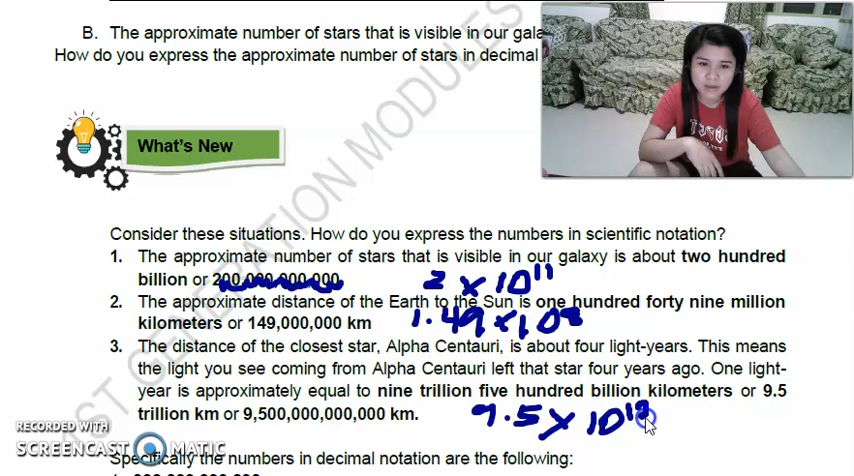 B. The approximate number of stars that is visible in our
How do you express the approximate number of stars in decimal
What's New
Consider these situations. How do you express the numbers in scientific notation?
1. The approximate number of stars that is visible in our galaxy is about two hundred
billion or 200,000,000,000. 2 x 10^11
2. The approximate distance of the Earth to the Sun is one hundred forty nine million
kilometers or 149,000,000 km 1.49 x 10^8
3. The distance of the closest star, Alpha Centauri, is about four light-years. This means
the light you see coming from Alpha Centauri left that star four years ago. One light-
year is approximately equal to nine trillion five hundred billion kilometers or 9.5
trillion km or 9,500,000,000,000 km. 9.5 x
Specifically the numbers in decimal notation are the following:
1ST GENERATION MODULES
RECORDED WITH
SCREENCAST MATIC